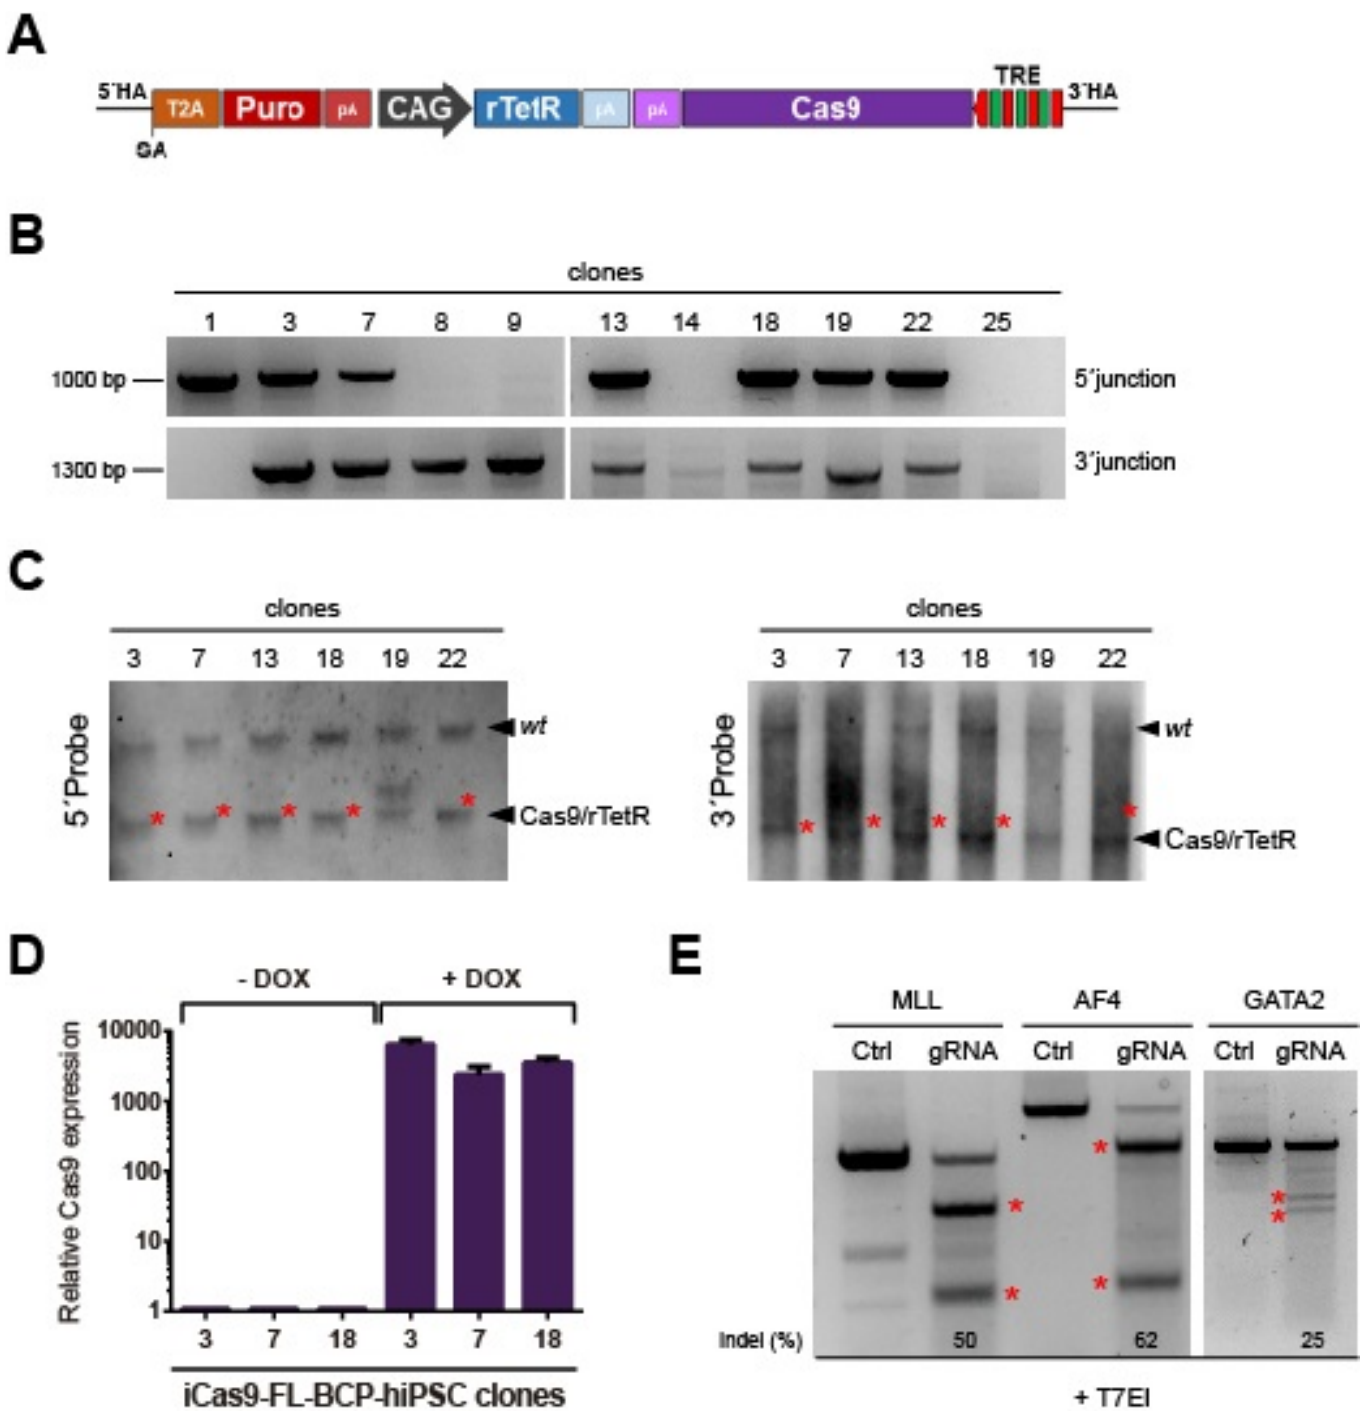 A
5´HA
T2A
Puro
pA
CAG
rTetR
pA
pA
Cas9
TRE
3´HA
SA
B
clones
1 3 7 8 9 13 14 18 19 22 25
1000 bp
5´junction
1300 bp
3´junction
C
clones
3 7 13 18 19 22
5´Probe
wt
* * * * *
Cas9/rTetR
clones
3 7 13 18 19 22
3´Probe
wt
* * * * *
Cas9/rTetR
D
- DOX + DOX
Relative Cas9 expression
10000
1000
100
10
1
3 7 18 3 7 18
iCas9-FL-BCP-hiPSC clones
E
MLL AF4 GATA2
Ctrl gRNA Ctrl gRNA Ctrl gRNA
*
*
*
*
*
*
Indel (%) 50 62 25
+ T7EI